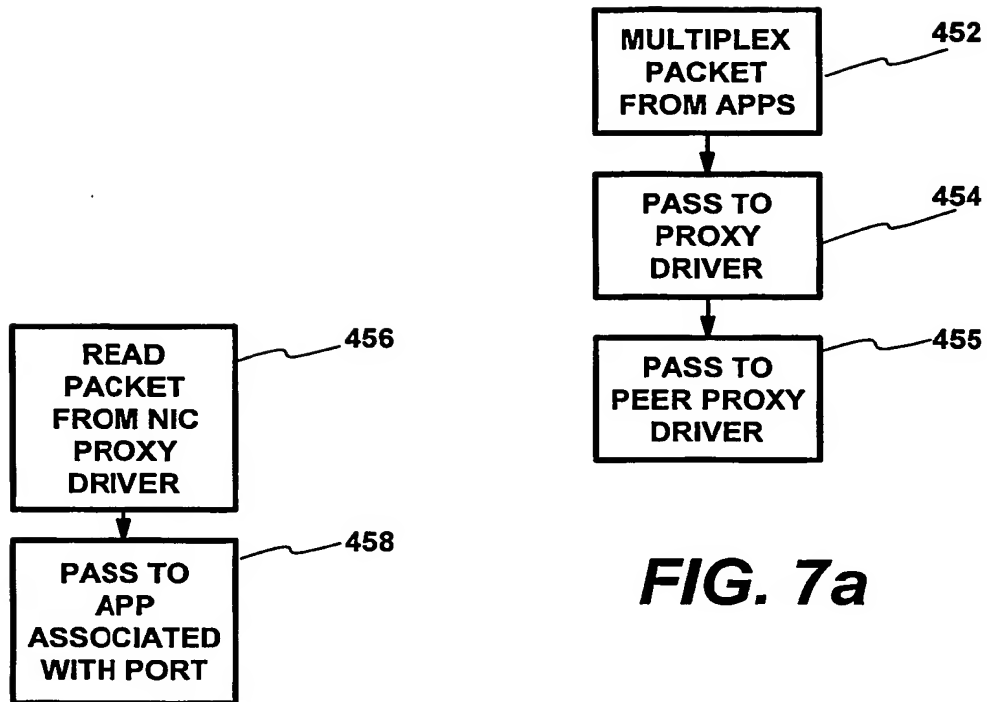 MULTIPLEX
PACKET
FROM APPS
452
PASS TO
PROXY
DRIVER
454
PASS TO
PEER PROXY
DRIVER
455
FIG. 7a
READ
PACKET
FROM NIC
PROXY
DRIVER
456
PASS TO
APP
ASSOCIATED
WITH PORT
458